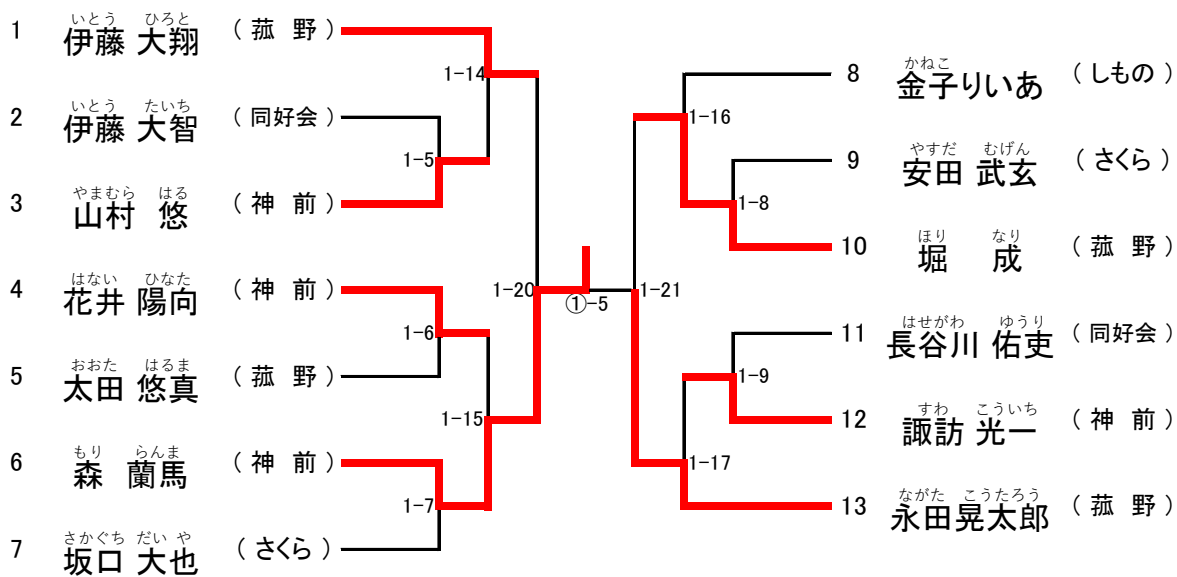 いとう ひろと
1 伊藤 大翔 （ 菰 野 ）
1-14
いとう たいち
2 伊藤 大智 （ 同好会 ）
1-5
やまむら はる
3 山村 悠 （ 神 前 ）
1-20
はない ひなた
4 花井 陽向 （ 神 前 ）
1-6
おおた はるま
5 太田 悠真 （ 菰 野 ）
1-15
もり らんま
6 森 蘭馬 （ 神 前 ）
1-7
さかぐち だい や
7 坂口 大也 （ さくら ）
①-5
かねこ
8 金子りいあ （ しもの ）
1-16
やすだ むげん
9 安田 武玄 （ さくら ）
1-8
ほり なり
10 堀 成 （ 菰 野 ）
1-21
はせがわ ゆうり
11 長谷川 佑吏 （ 同好会 ）
1-9
すわ こういち
12 諏訪 光一 （ 神 前 ）
1-17
ながた こうたろう
13 永田晃太郎 （ 菰 野 ）